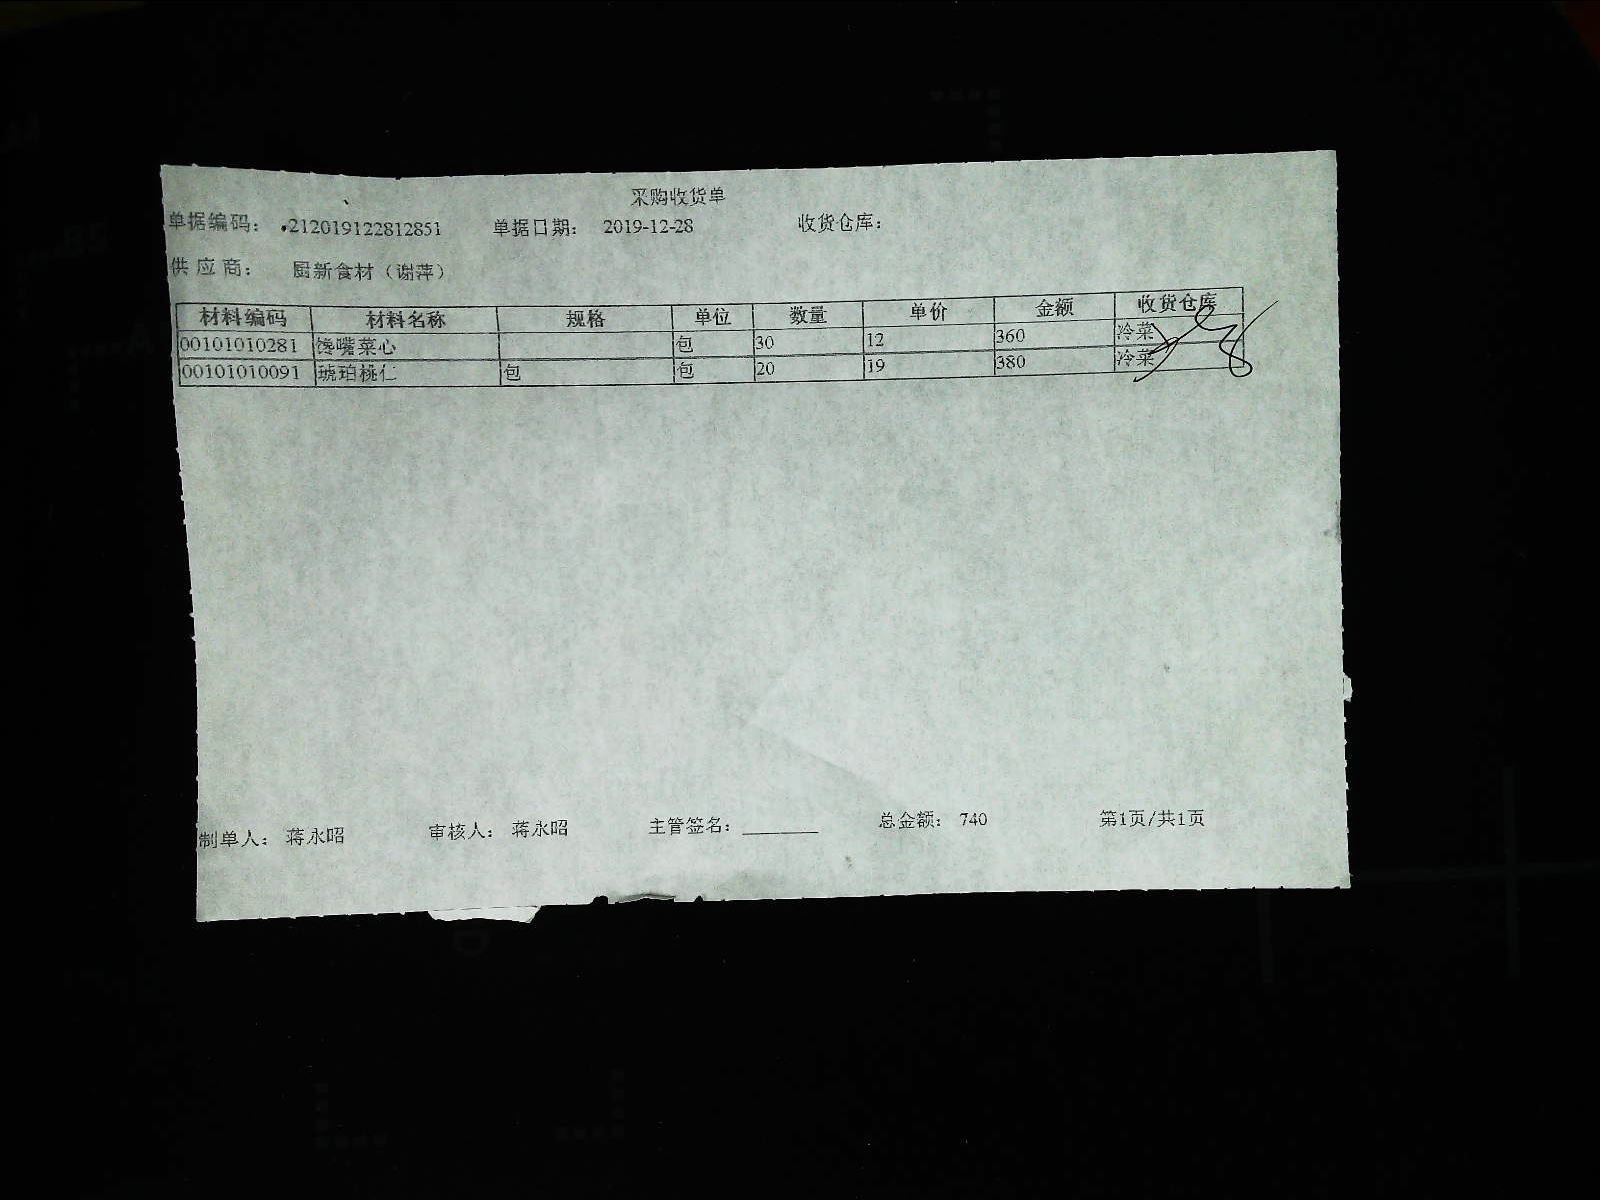 采购收货单
单据编码： 212019122812851 单据日期： 2019-12-28 收货仓库：
供应商： 厨新食材（谢萍）
材料编码 材料名称 规格 单位 数量 单价 金额 收货仓库
00101010281 馋嘴菜心 包 30 12 360 冷菜
00101010091 琥珀桃仁 包 包 20 19 380 冷菜
制单人： 蒋永昭 审核人： 蒋永昭 主管签名：________ 总金额： 740 第1页/共1页